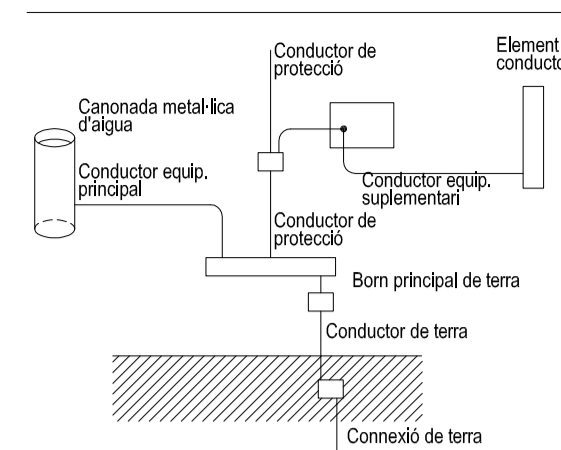 Conductor de
protecció
Element
Canonada metal·lica
d'aigua
Conductor equip.
principal
Conductor equip.
suplementari
Conductor de
protecció
Born principal de terra
Conductor de terra
Connexió de terra